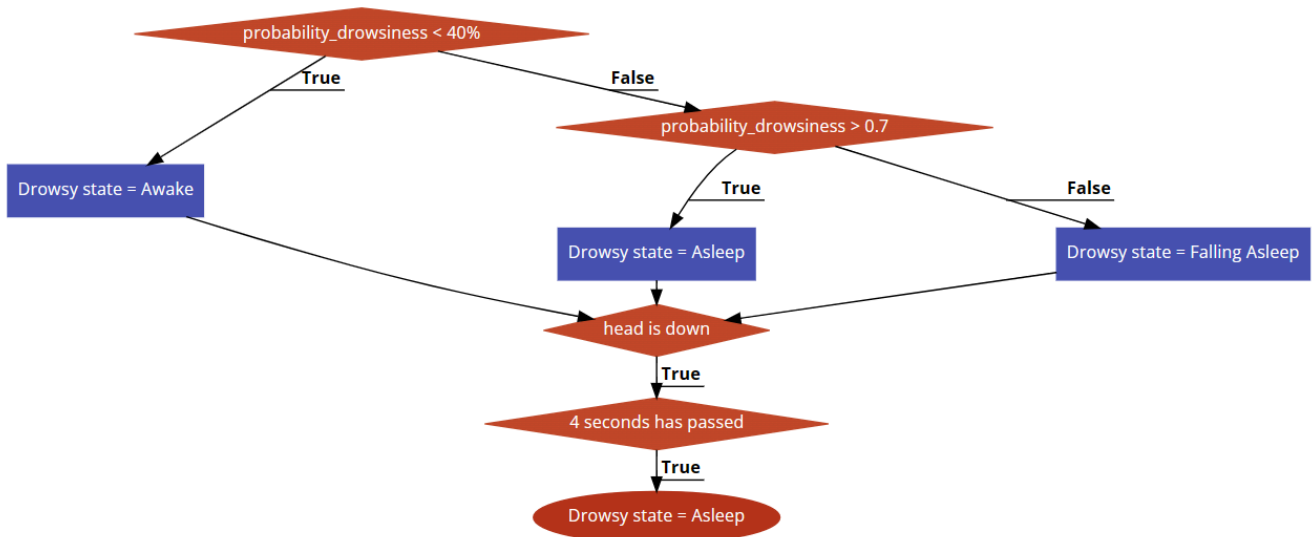 probability_drowsiness < 40%
True
False
probability_drowsiness > 0.7
Drowsy state = Awake
True
False
Drowsy state = Asleep
Drowsy state = Falling Asleep
head is down
True
4 seconds has passed
True
Drowsy state = Asleep